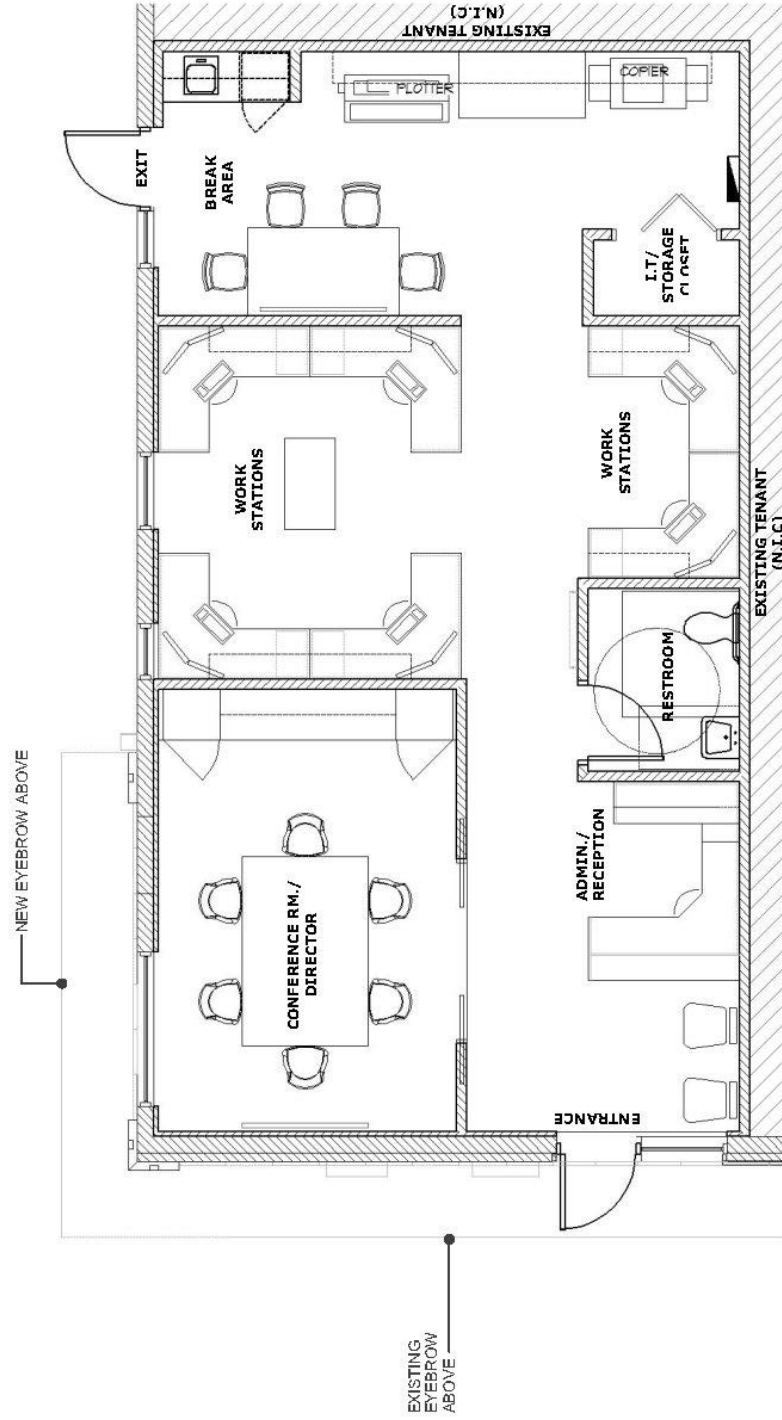 EXISTING TENANT
(N.I.C)
COPIER
PLOTTER
EXIT
BREAK
AREA
I.T/
STORAGE
CLOSET
WORK
STATIONS
WORK
STATIONS
EXISTING TENANT
(N.I.C)
RESTROOM
NEW EYEBROW ABOVE
ADMIN./
RECEPTION
CONFERENCE RM./
DIRECTOR
ENTRANCE
EXISTING
EYEBROW
ABOVE